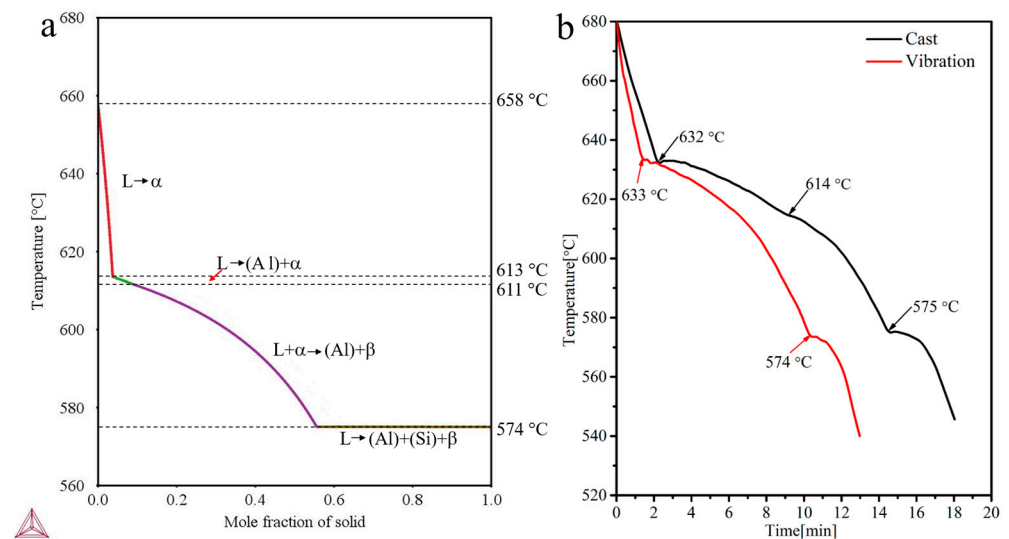 a
680
660
640
620
600
580
560
Temperature [°C]
0.0
0.2
0.4
0.6
0.8
1.0
Mole fraction of solid
L→α
L→(Al)+α
L+α→(Al)+β
L→(Al)+(Si)+β
658 °C
613 °C
611 °C
574 °C
b
680
660
640
620
600
580
560
540
520
Temperature[°C]
0
2
4
6
8
10
12
14
16
18
20
Time[min]
Cast
Vibration
632 °C
633 °C
614 °C
575 °C
574 °C